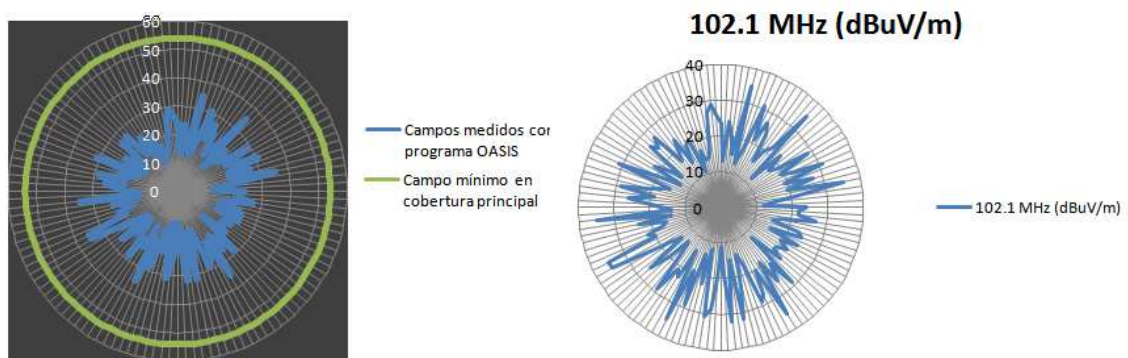 60
50
40
30
20
10
0
Campos medidos cor
programa OASIS
Campo mínimo en
cobertura principal
102.1 MHz (dBuV/m)
40
30
20
10
0
102.1 MHz (dBuV/m)